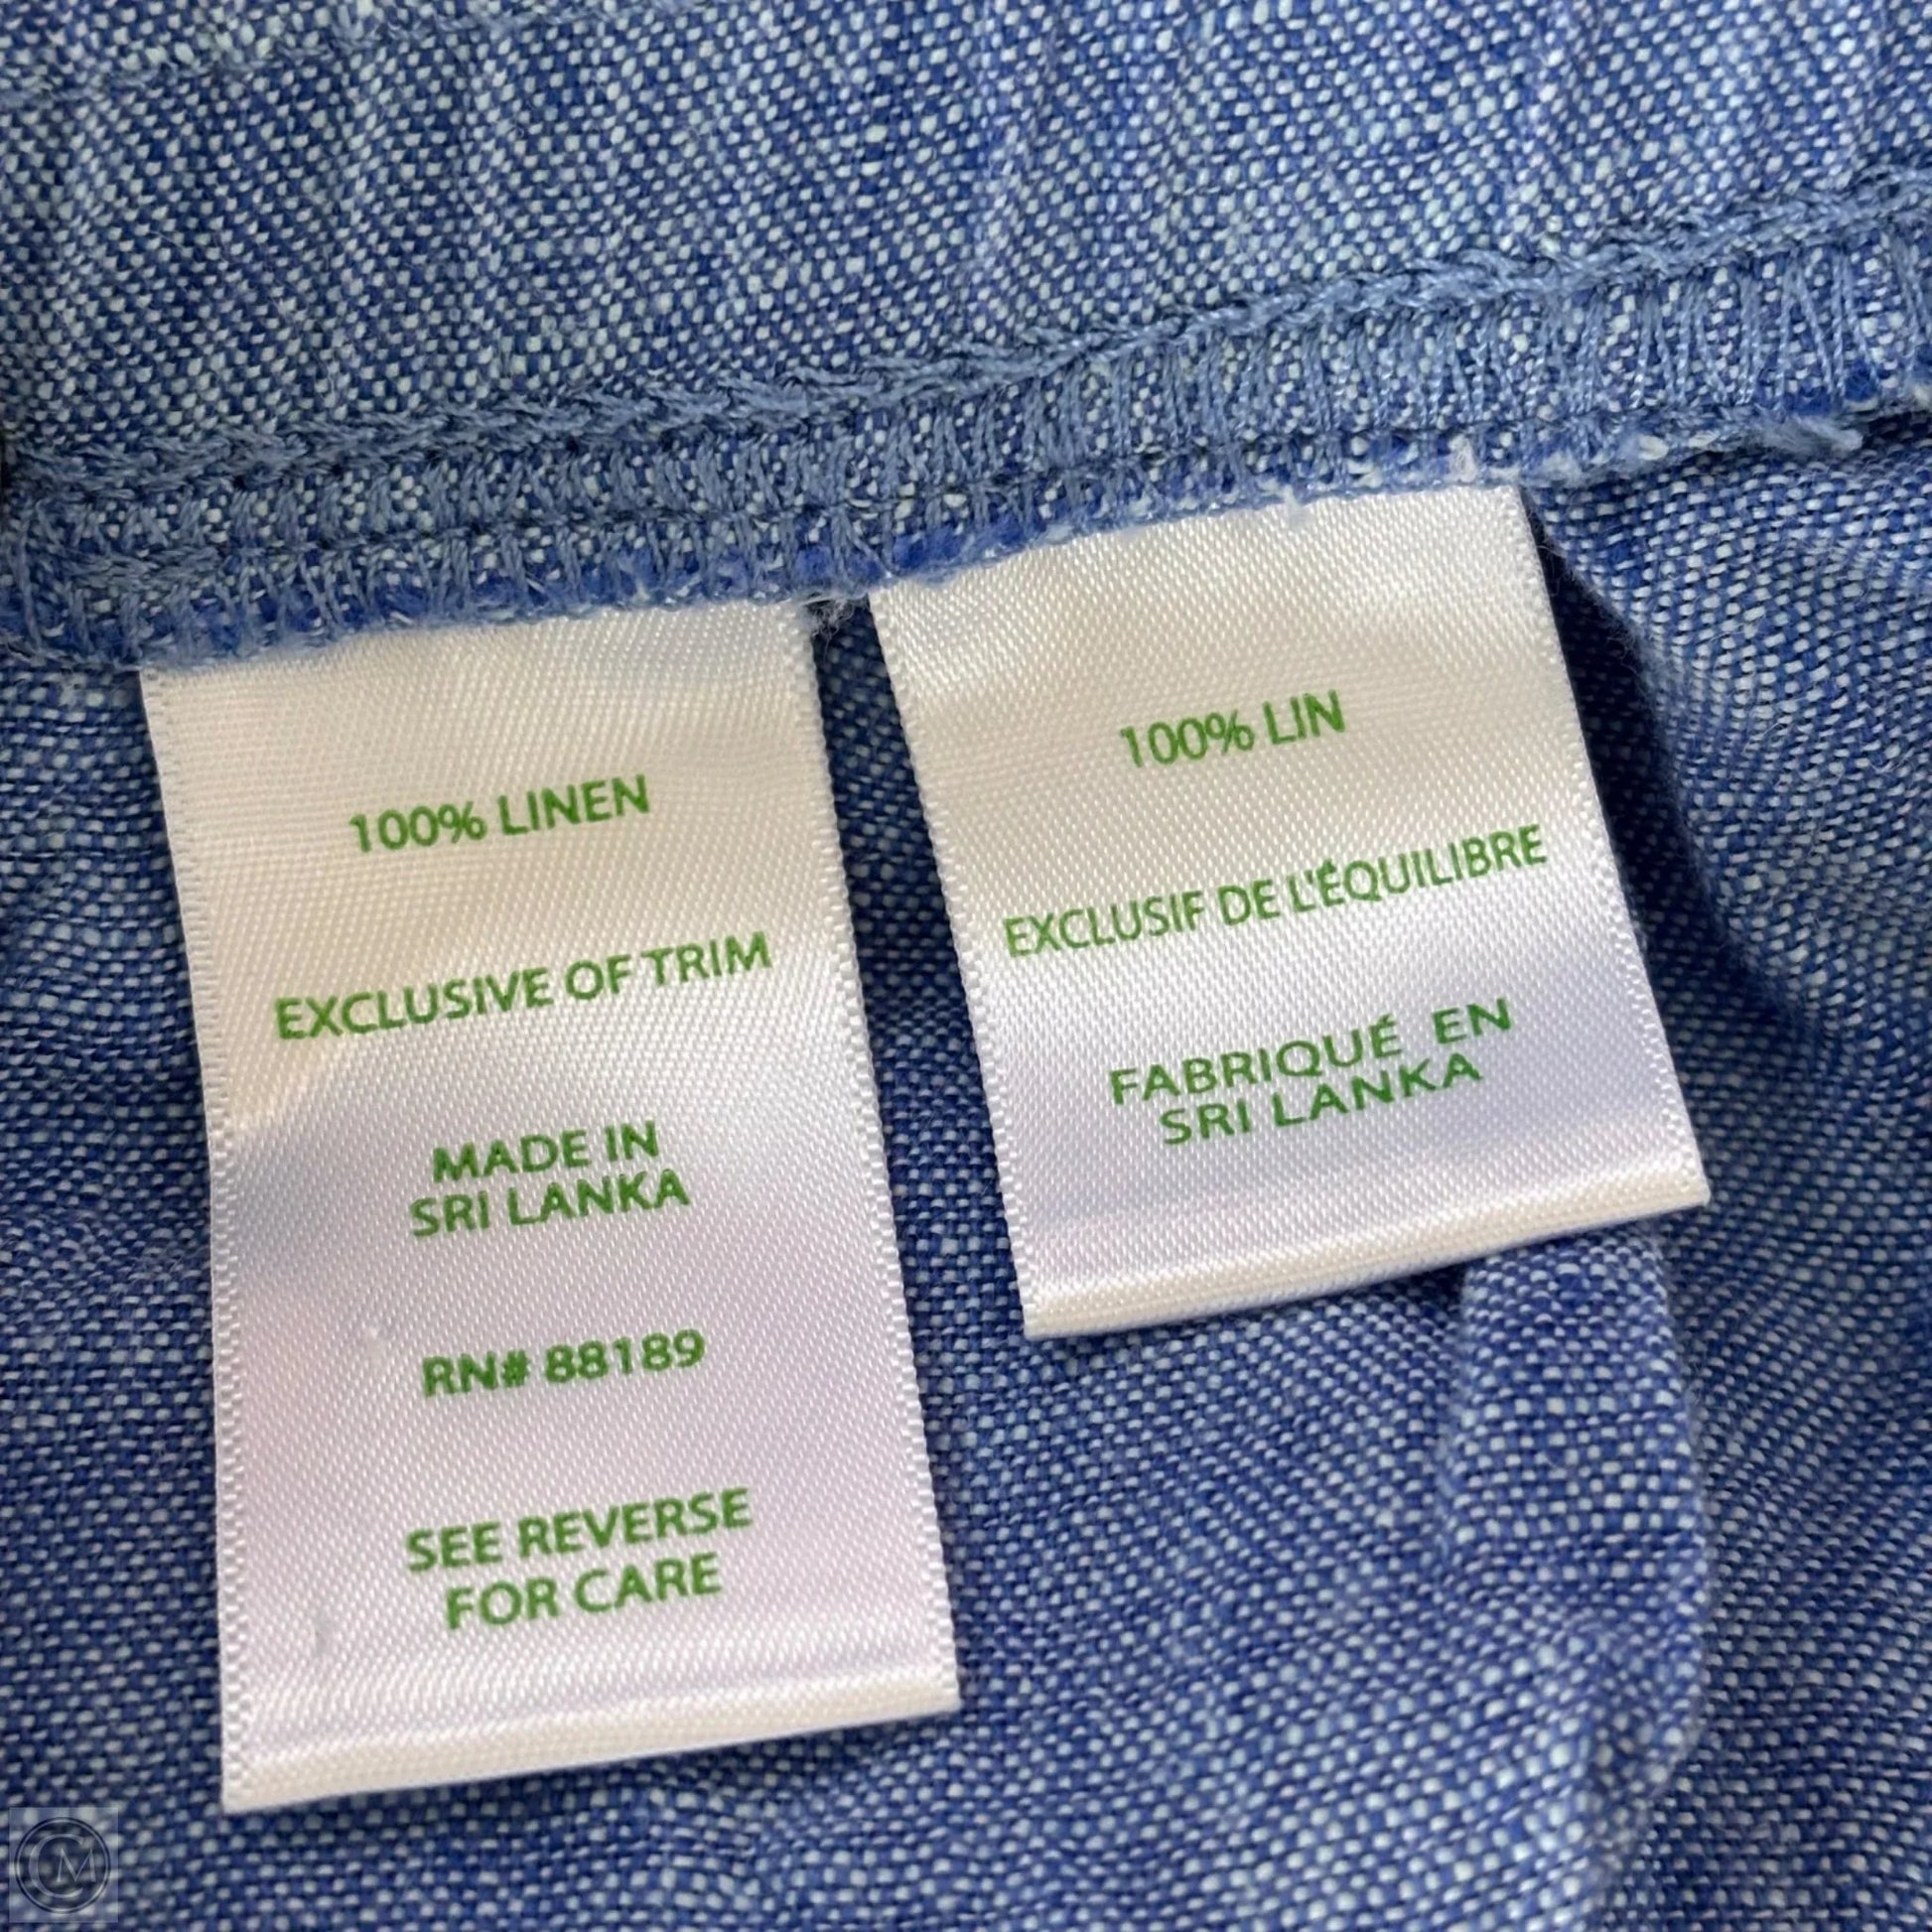 100% LINEN
EXCLUSIVE OF TRIM
MADE IN
SRI LANKA
RN# 88189
SEE REVERSE
FOR CARE
100% LIN
EXCLUSIF DE L'ÉQUILIBRE
FABRIQUÉ EN
SRI LANKA
CM